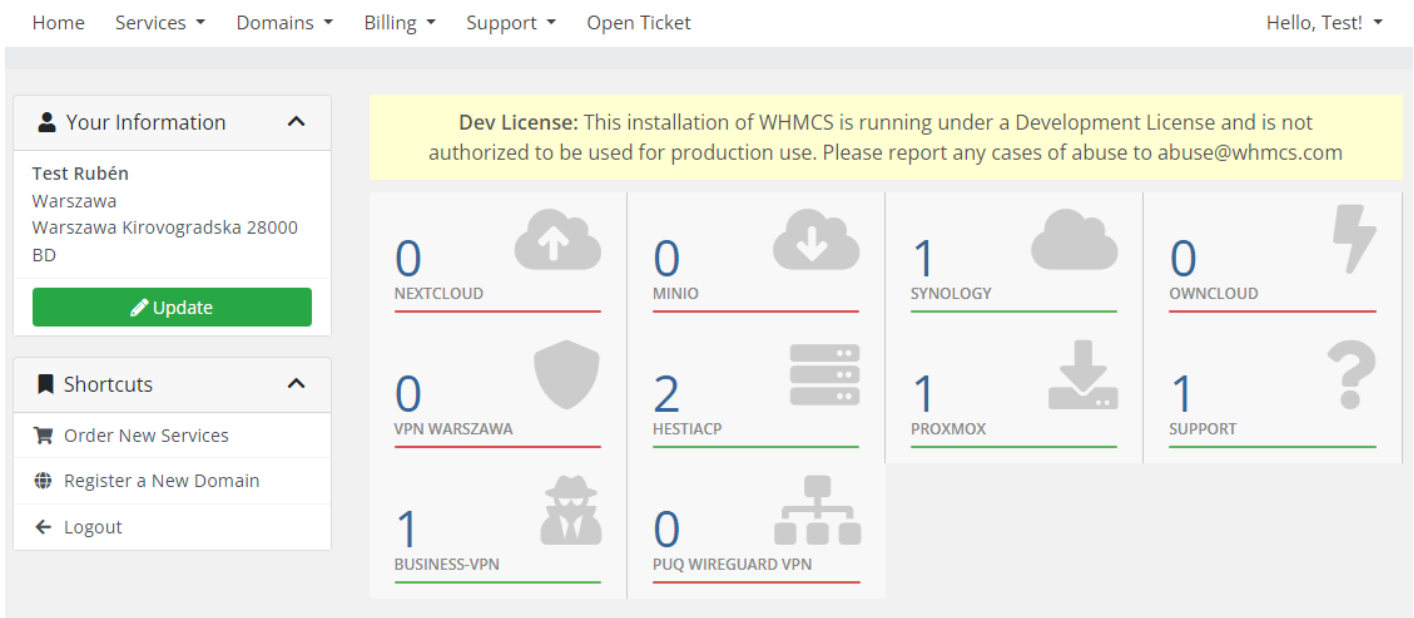 Home Services Domains Billing Support Open Ticket Hello, Test!
Your Information
Test Rubén
Warszawa
Warszawa Kirovogradska 28000
BD
Update
Shortcuts
Order New Services
Register a New Domain
Logout
Dev License: This installation of WHMCS is running under a Development License and is not
authorized to be used for production use. Please report any cases of abuse to abuse@whmcs.com
0 0 1 0
NEXTCLOUD MINIO SYNOLOGY OWNCLOUD
0 2 1 1
VPN WARSZAWA HESTIACP PROXMOX SUPPORT
1 0
BUSINESS-VPN PUQ WIREGUARD VPN